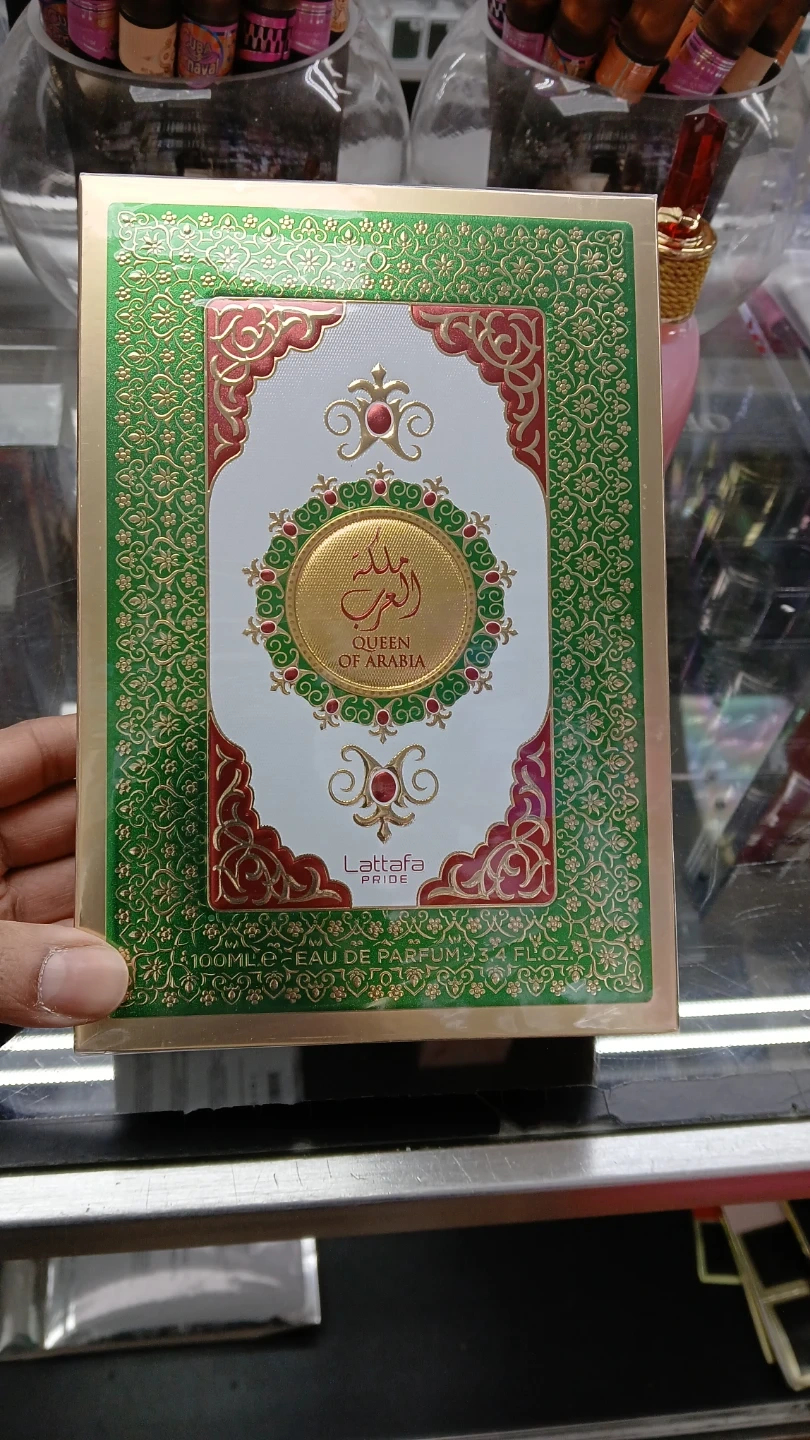 ملكة
العرب
QUEEN
OF ARABIA
Lattafa
PRIDE
100ML e - EAU DE PARFUM - 3.4 FL.OZ.